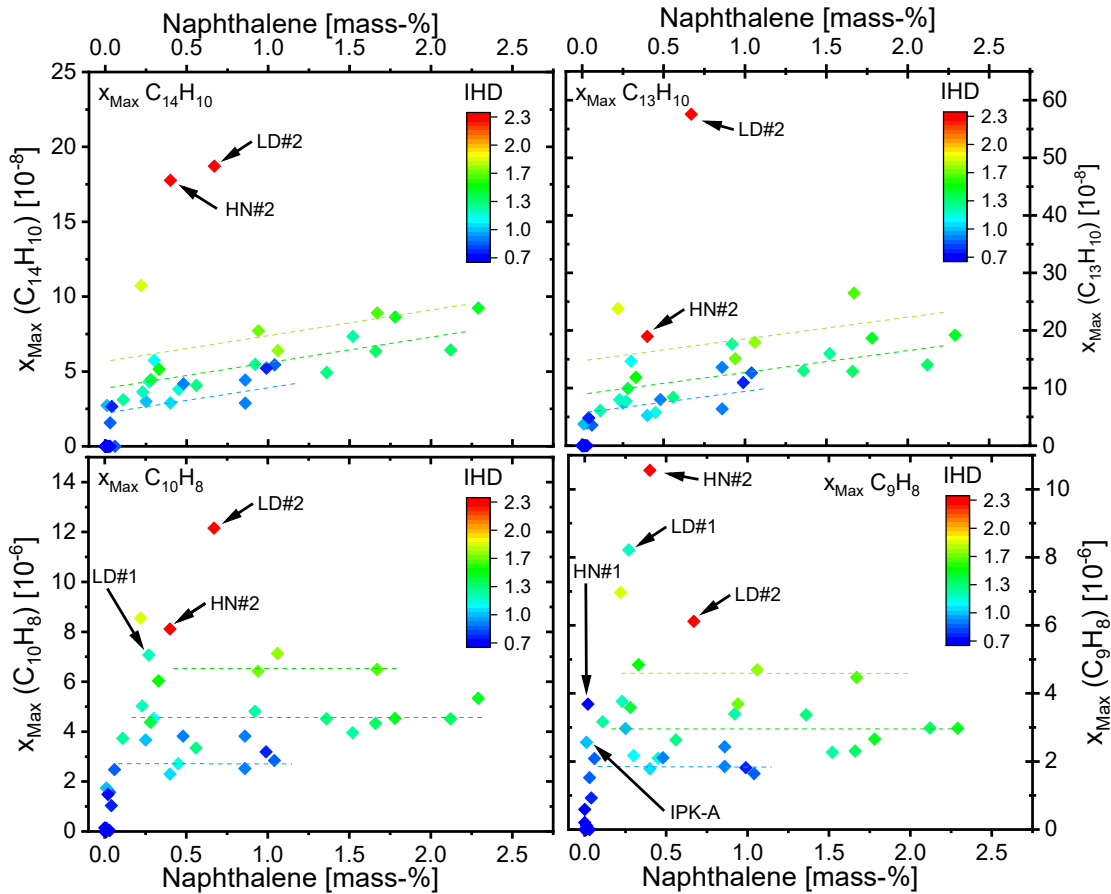 Naphthalene [mass-%]
0.0 0.5 1.0 1.5 2.0 2.5
x_Max (C14H10) [10^-8]
25
20
15
10
5
0
x_Max C14H10
LD#2
HN#2
IHD
2.3
2.0
1.7
1.3
1.0
0.7
Naphthalene [mass-%]
0.0 0.5 1.0 1.5 2.0 2.5
x_Max C13H10
LD#2
HN#2
IHD
2.3
2.0
1.7
1.3
1.0
0.7
60
50
40
30
20
10
0
x_Max (C13H10) [10^-8]
x_Max (C10H8) [10^-6]
14
12
10
8
6
4
2
0
x_Max C10H8
LD#2
LD#1
HN#2
IHD
2.3
2.0
1.7
1.3
1.0
0.7
0.0 0.5 1.0 1.5 2.0 2.5
Naphthalene [mass-%]
x_Max C9H8
HN#2
LD#1
HN#1
LD#2
IPK-A
IHD
2.3
2.0
1.7
1.3
1.0
0.7
10
8
6
4
2
0
x_Max (C9H8) [10^-6]
0.0 0.5 1.0 1.5 2.0 2.5
Naphthalene [mass-%]